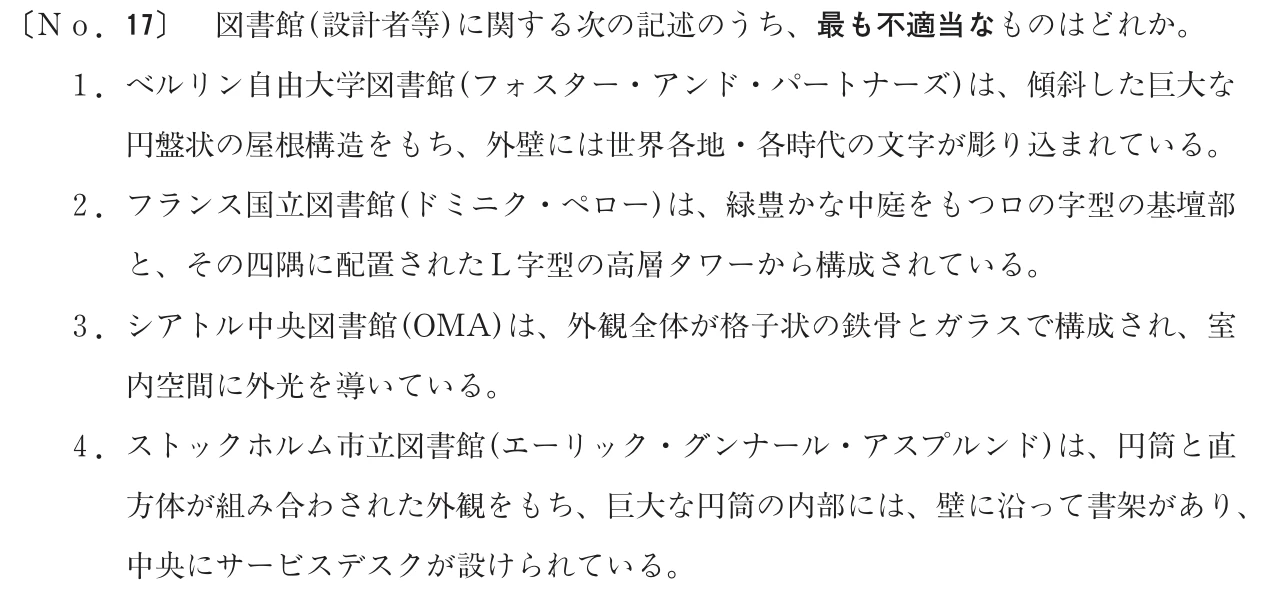 〔Ｎｏ．17〕　図書館(設計者等)に関する次の記述のうち、最も不適当なものはどれか。
１．ベルリン自由大学図書館(フォスター・アンド・パートナーズ)は、傾斜した巨大な
円盤状の屋根構造をもち、外壁には世界各地・各時代の文字が彫り込まれている。
２．フランス国立図書館(ドミニク・ペロー)は、緑豊かな中庭をもつロの字型の基壇部
と、その四隅に配置されたＬ字型の高層タワーから構成されている。
３．シアトル中央図書館(OMA)は、外観全体が格子状の鉄骨とガラスで構成され、室
内空間に外光を導いている。
４．ストックホルム市立図書館(エーリック・グンナール・アスプルンド)は、円筒と直
方体が組み合わされた外観をもち、巨大な円筒の内部には、壁に沿って書架があり、
中央にサービスデスクが設けられている。